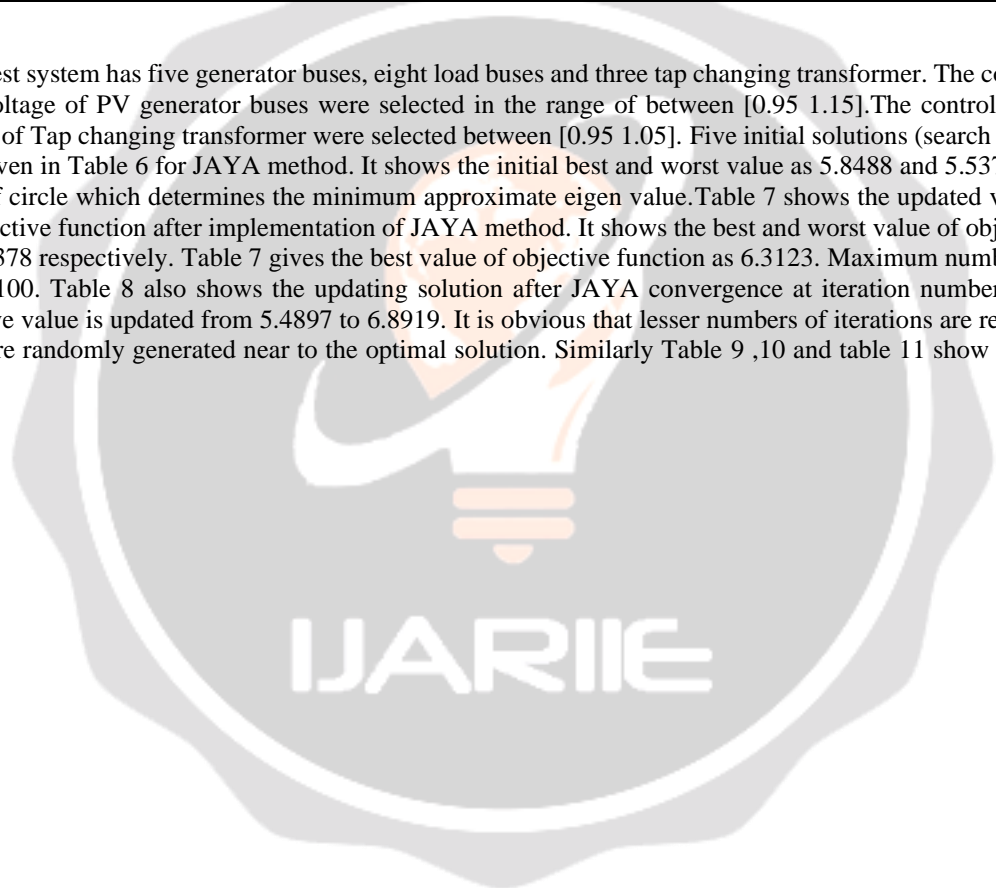 est system has five generator buses, eight load buses and three tap changing transformer. The co
oltage of PV generator buses were selected in the range of between [0.95 1.15].The control
of Tap changing transformer were selected between [0.95 1.05]. Five initial solutions (search
ven in Table 6 for JAYA method. It shows the initial best and worst value as 5.8488 and 5.537
f circle which determines the minimum approximate eigen value.Table 7 shows the updated v
ctive function after implementation of JAYA method. It shows the best and worst value of obj
378 respectively. Table 7 gives the best value of objective function as 6.3123. Maximum numb
100. Table 8 also shows the updating solution after JAYA convergence at iteration number
ve value is updated from 5.4897 to 6.8919. It is obvious that lesser numbers of iterations are re
re randomly generated near to the optimal solution. Similarly Table 9 ,10 and table 11 show
IJARIIE